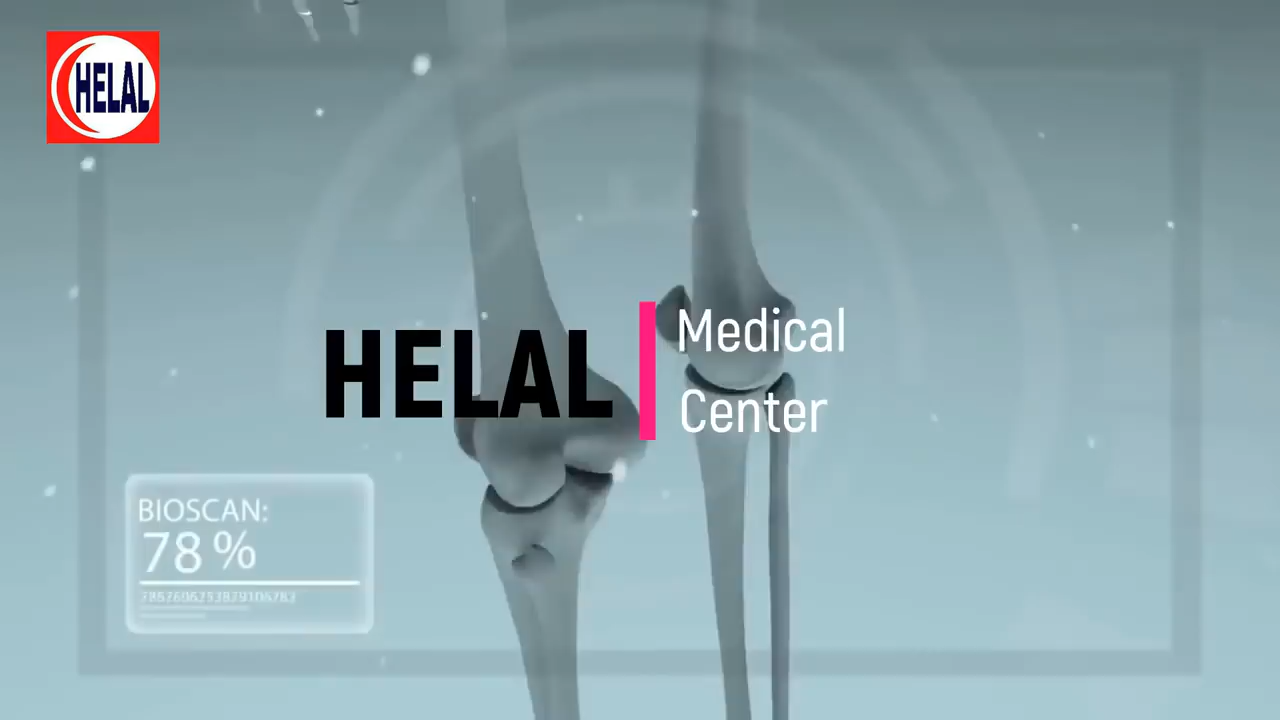 HELAL
HELAL
Medical
Center
BIOSCAN:
78 %